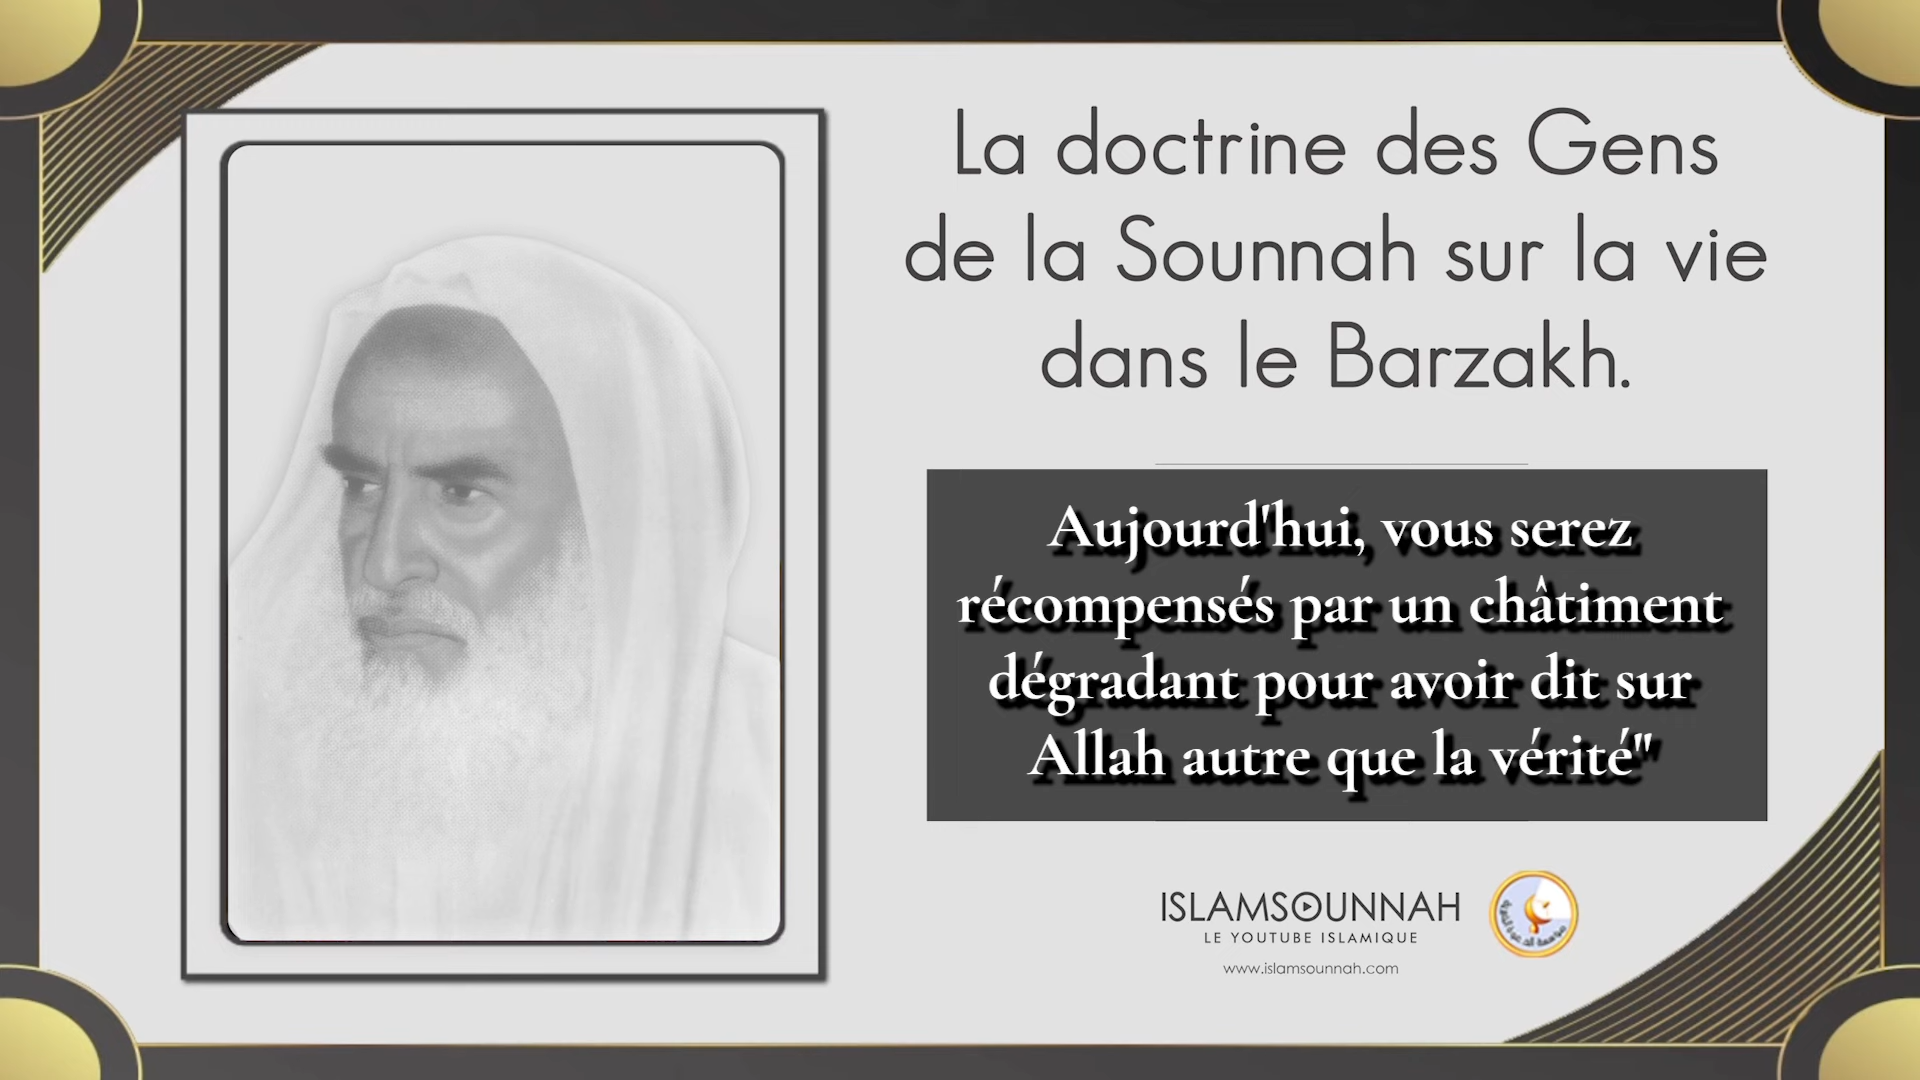 La doctrine des Gens
de la Sounnah sur la vie
dans le Barzakh.
Aujourd'hui, vous serez
récompensés par un châtiment
dégradant pour avoir dit sur
Allah autre que la vérité"
ISLAMSOUNNAH
LE YOUTUBE ISLAMIQUE
www.islamsounnah.com